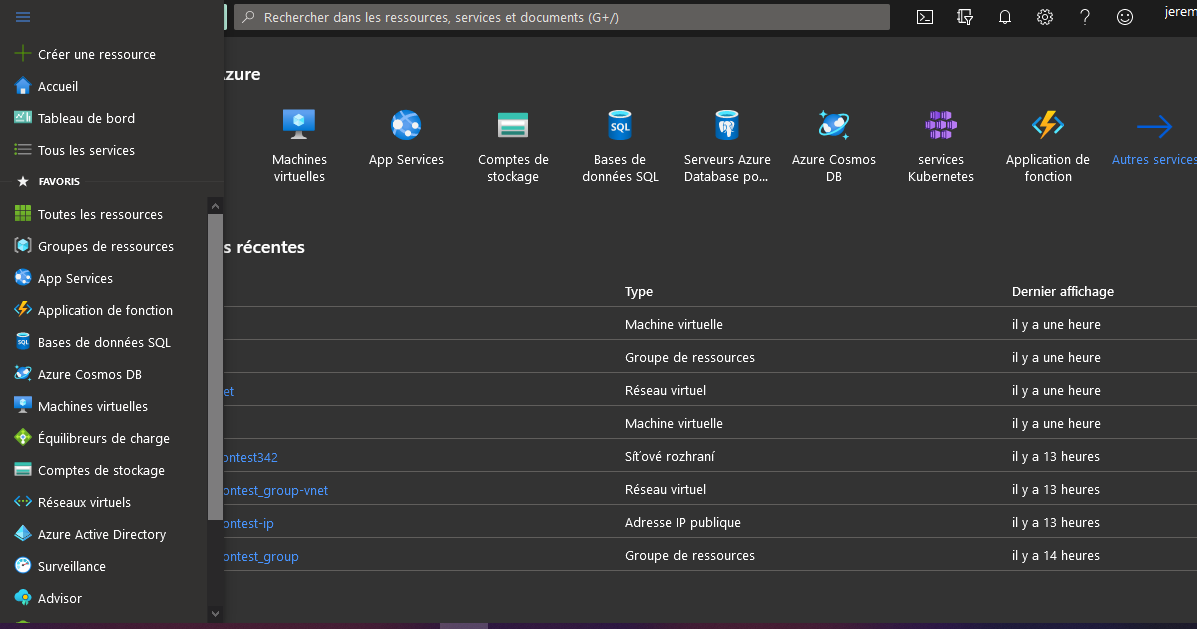 Rechercher dans les ressources, services et documents (G+/)
jerem
Créer une ressource
Accueil
Tableau de bord
Tous les services
FAVORIS
Toutes les ressources
Groupes de ressources
App Services
Application de fonction
Bases de données SQL
Azure Cosmos DB
Machines virtuelles
Équilibreurs de charge
Comptes de stockage
Réseaux virtuels
Azure Active Directory
Surveillance
Advisor
zure
Machines
virtuelles
App Services
Comptes de
stockage
SQL
Bases de
données SQL
Serveurs Azure
Database po...
Azure Cosmos
DB
services
Kubernetes
Application de
fonction
Autres services
s récentes
Type Dernier affichage
Machine virtuelle il y a une heure
Groupe de ressources il y a une heure
et Réseau virtuel il y a une heure
Machine virtuelle il y a une heure
ontest342 Síťové rozhraní il y a 13 heures
ontest_group-vnet Réseau virtuel il y a 13 heures
ontest-ip Adresse IP publique il y a 13 heures
ontest_group Groupe de ressources il y a 14 heures